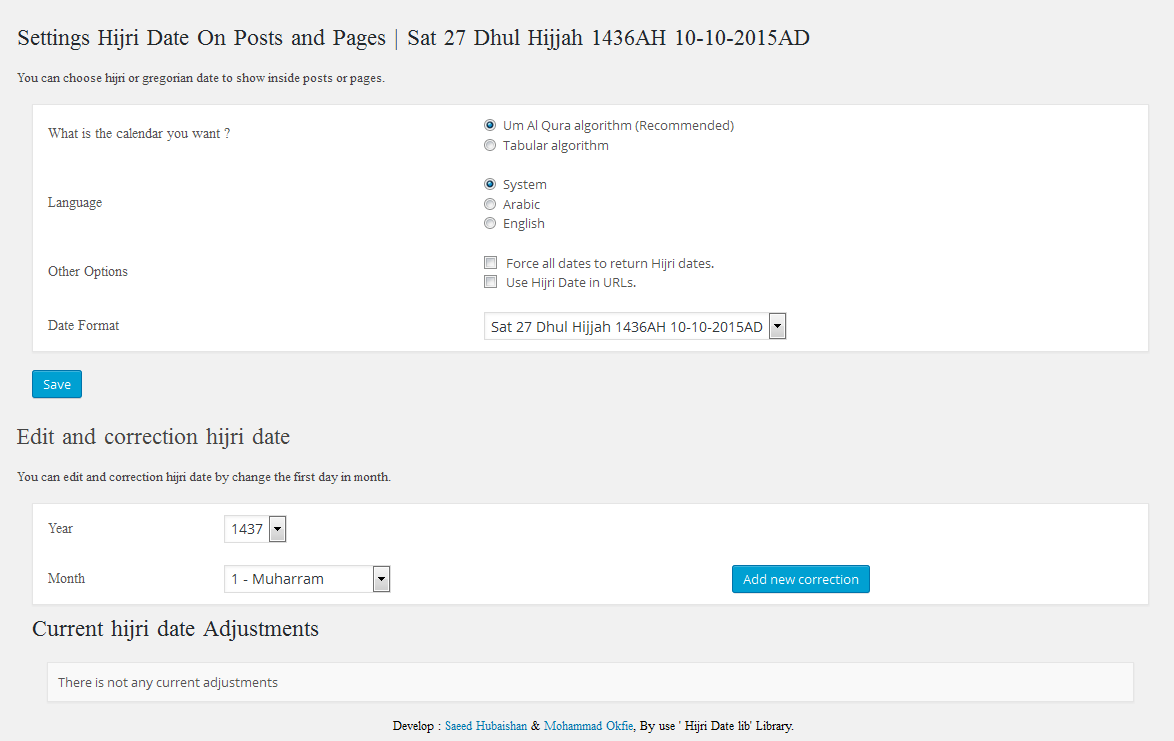 Settings Hijri Date On Posts and Pages | Sat 27 Dhul Hijjah 1436AH 10-10-2015AD
You can choose hijri or gregorian date to show inside posts or pages.
What is the calendar you want ?
Um Al Qura algorithm (Recommended)
Tabular algorithm
Language
System
Arabic
English
Other Options
Force all dates to return Hijri dates.
Use Hijri Date in URLs.
Date Format
Sat 27 Dhul Hijjah 1436AH 10-10-2015AD
Save
Edit and correction hijri date
You can edit and correction hijri date by change the first day in month.
Year
1437
Month
1 - Muharram
Add new correction
Current hijri date Adjustments
There is not any current adjustments
Develop : Saeed Hubaishan & Mohammad Okfie, By use ' Hijri Date lib' Library.